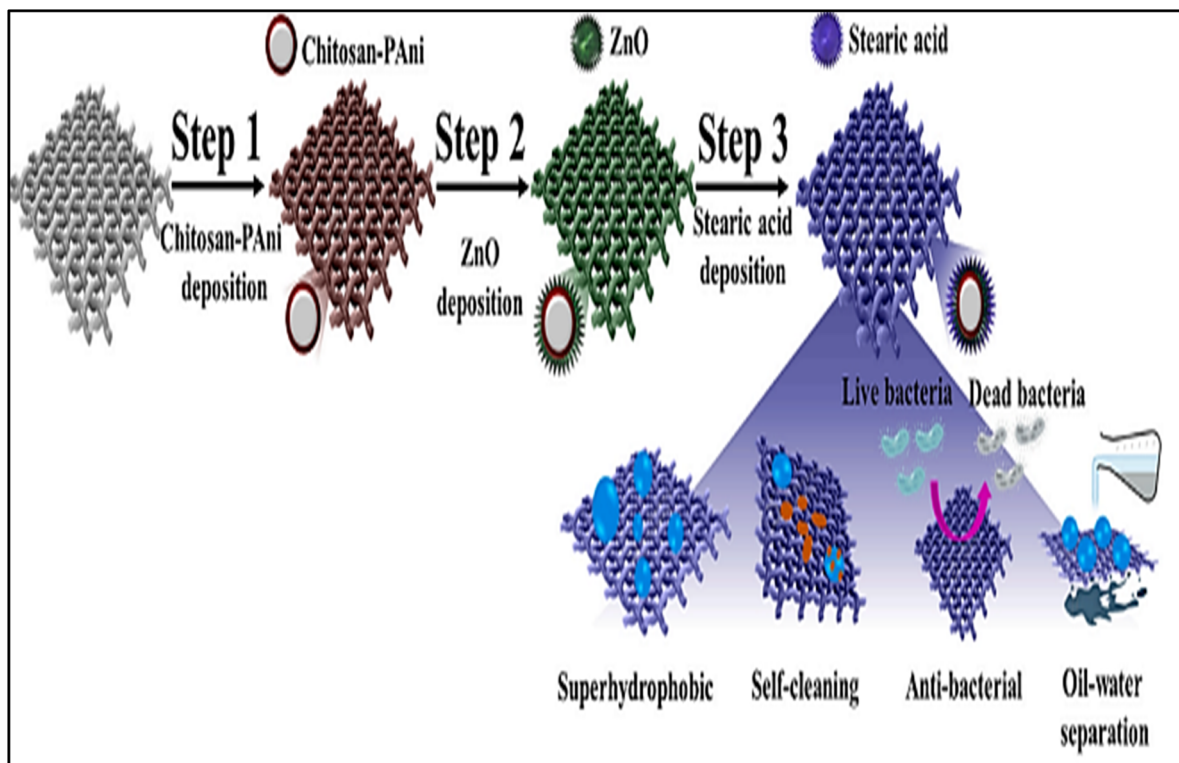 Chitosan-PAni
ZnO
Stearic acid
Step 1
Step 2
Step 3
Chitosan-PAni
deposition
ZnO
deposition
Stearic acid
deposition
Live bacteria
Dead bacteria
Superhydrophobic
Self-cleaning
Anti-bacterial
Oil-water
separation